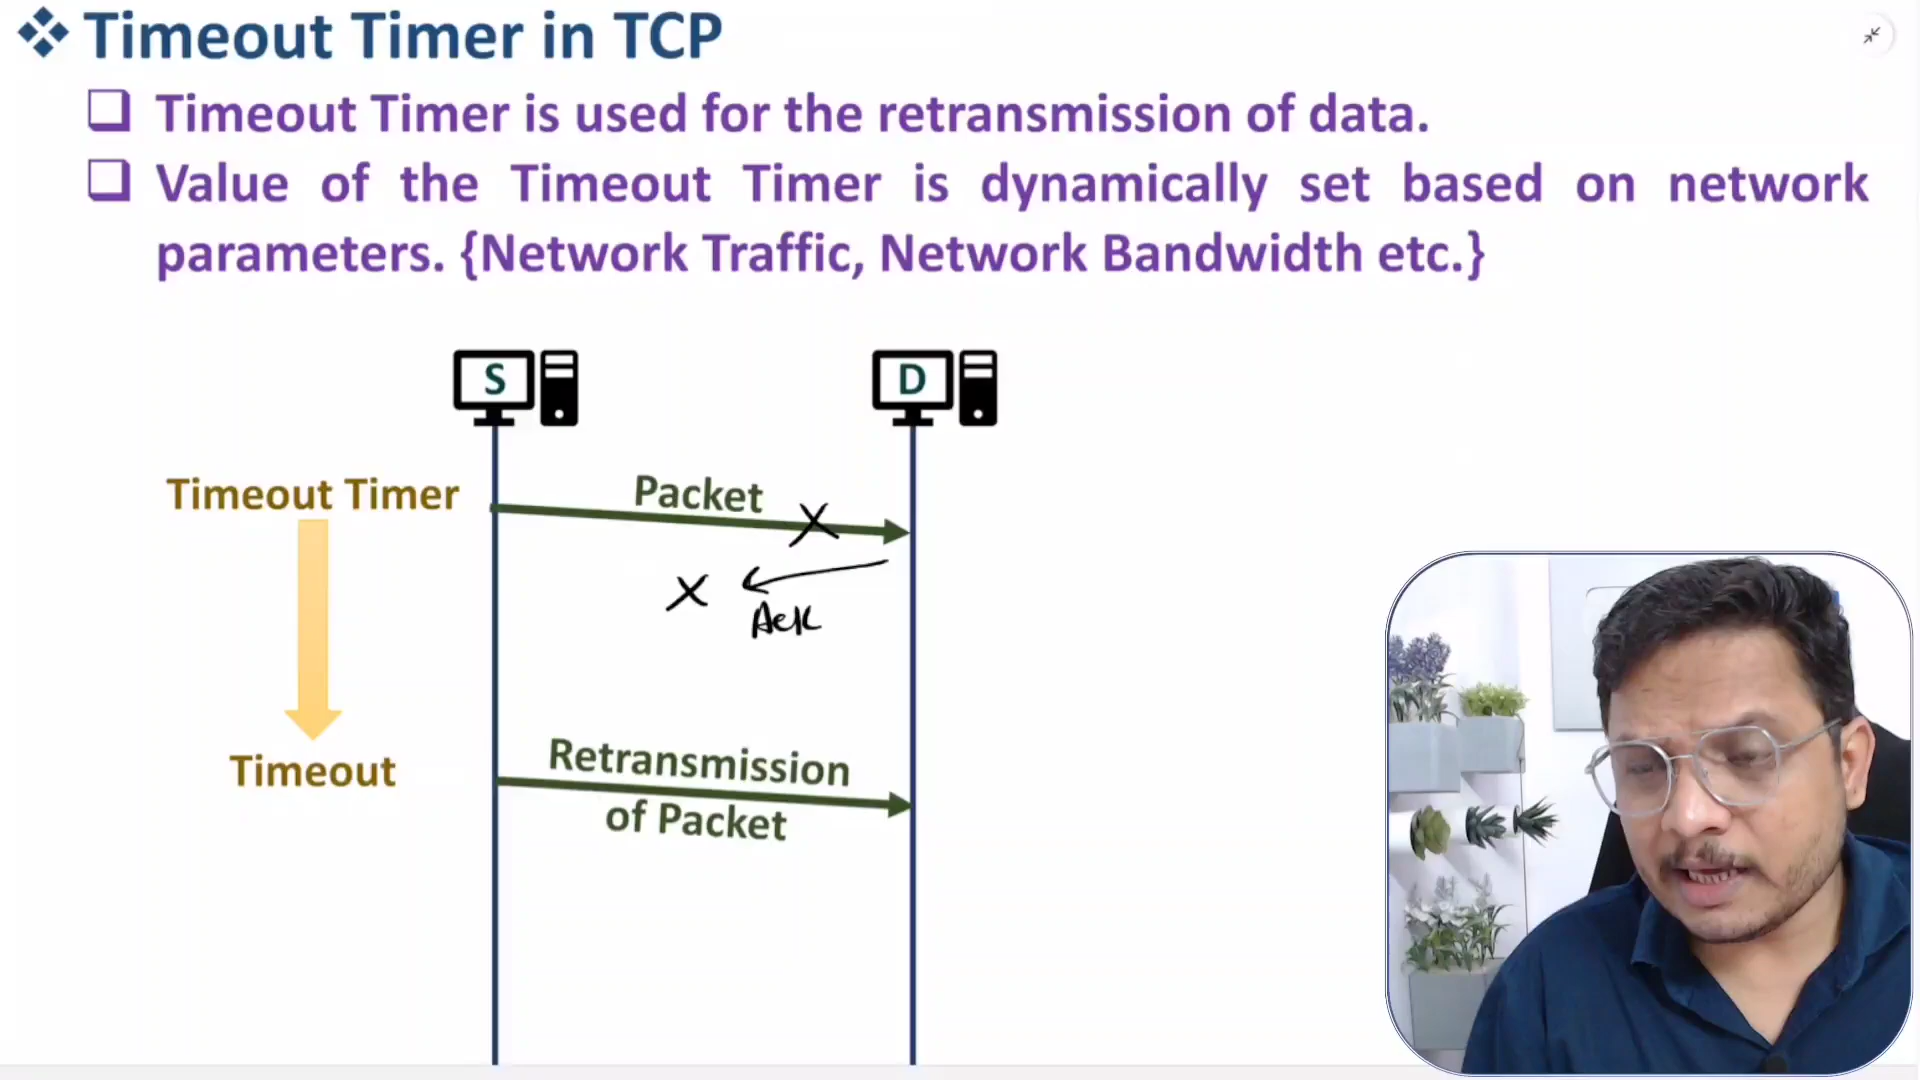 Timeout Timer in TCP
Timeout Timer is used for the retransmission of data.
Value of the Timeout Timer is dynamically set based on network
parameters. {Network Traffic, Network Bandwidth etc.}
S
D
Timeout Timer
Packet
X
X
Ack
Timeout
Retransmission
of Packet